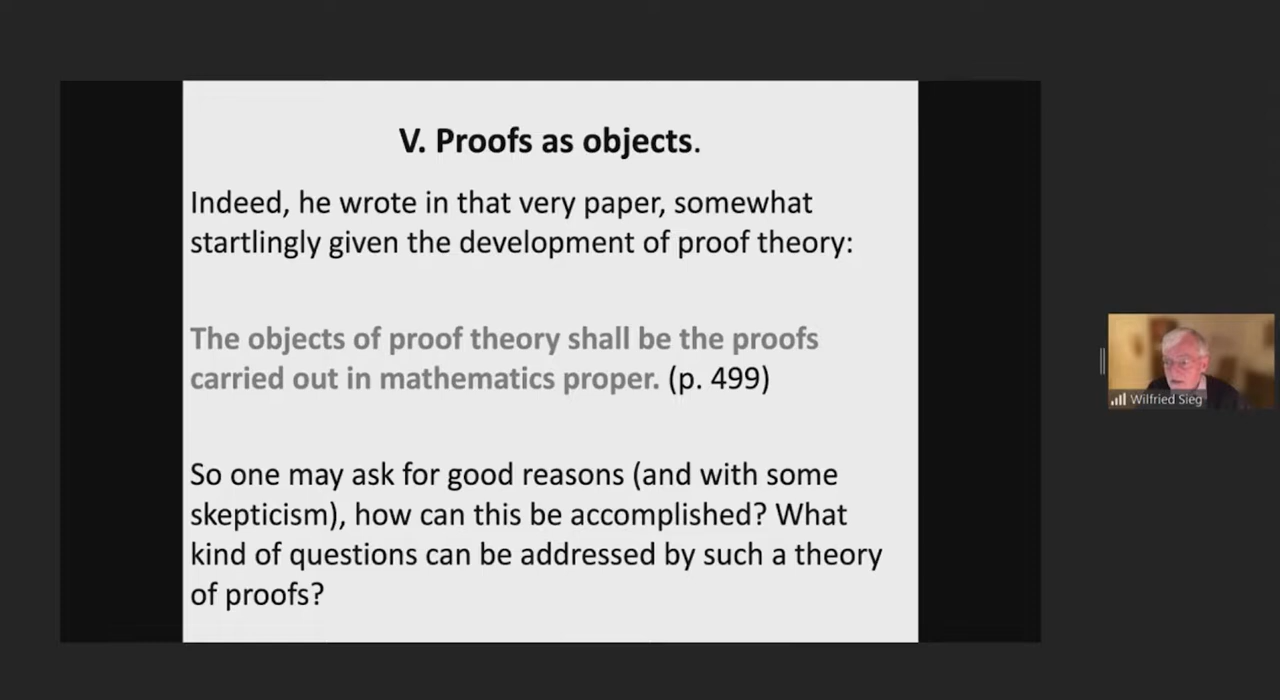 V. Proofs as objects.
Indeed, he wrote in that very paper, somewhat
startlingly given the development of proof theory:
The objects of proof theory shall be the proofs
carried out in mathematics proper. (p. 499)
So one may ask for good reasons (and with some
skepticism), how can this be accomplished? What
kind of questions can be addressed by such a theory
of proofs?
Wilfried Sieg